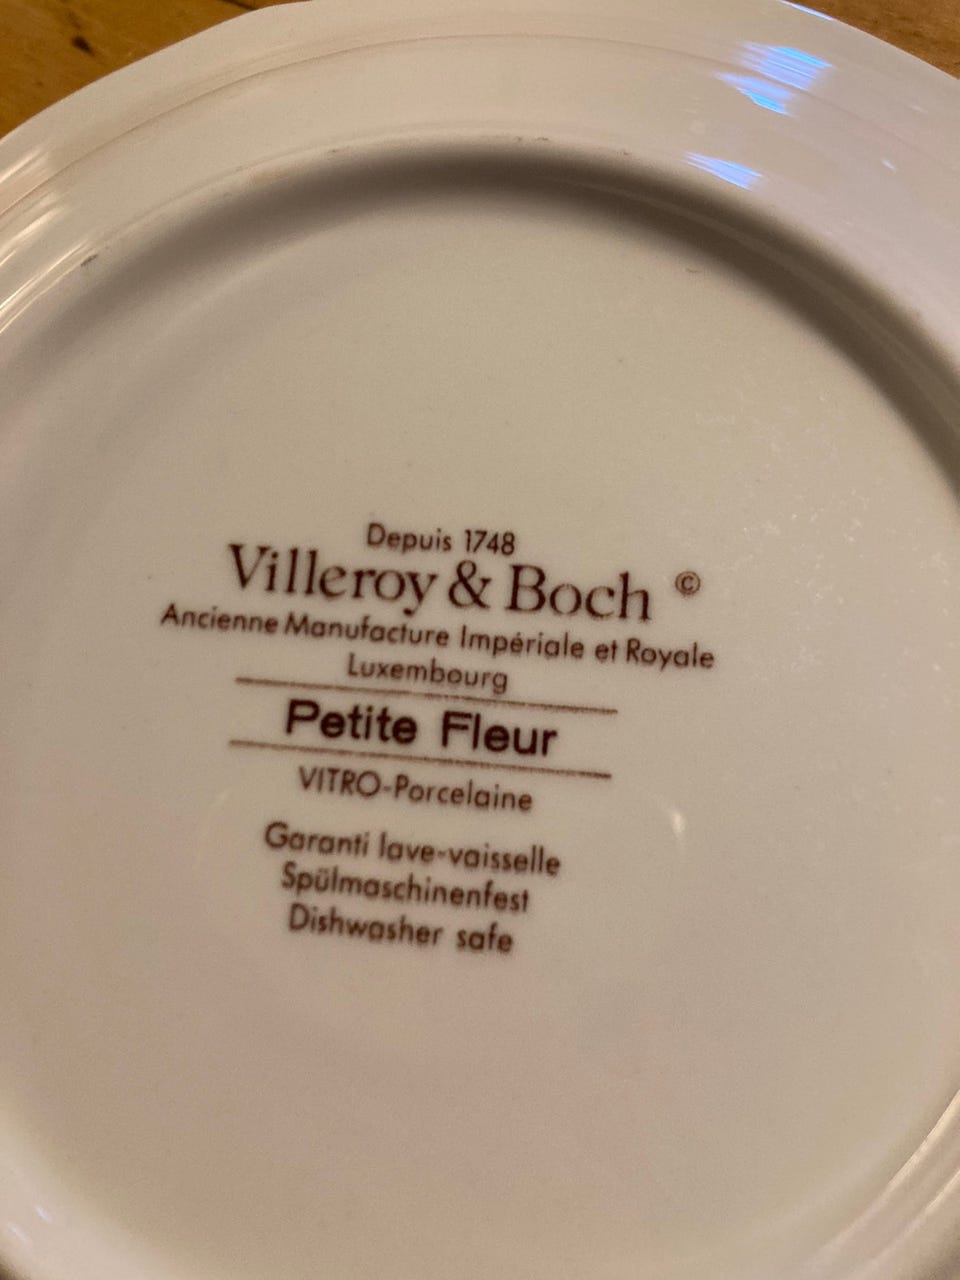 Depuis 1748
Villeroy & Boch ©
Ancienne Manufacture Impériale et Royale
Luxembourg
Petite Fleur
VITRO-Porcelaine
Garanti lave-vaisselle
Spülmaschinenfest
Dishwasher safe